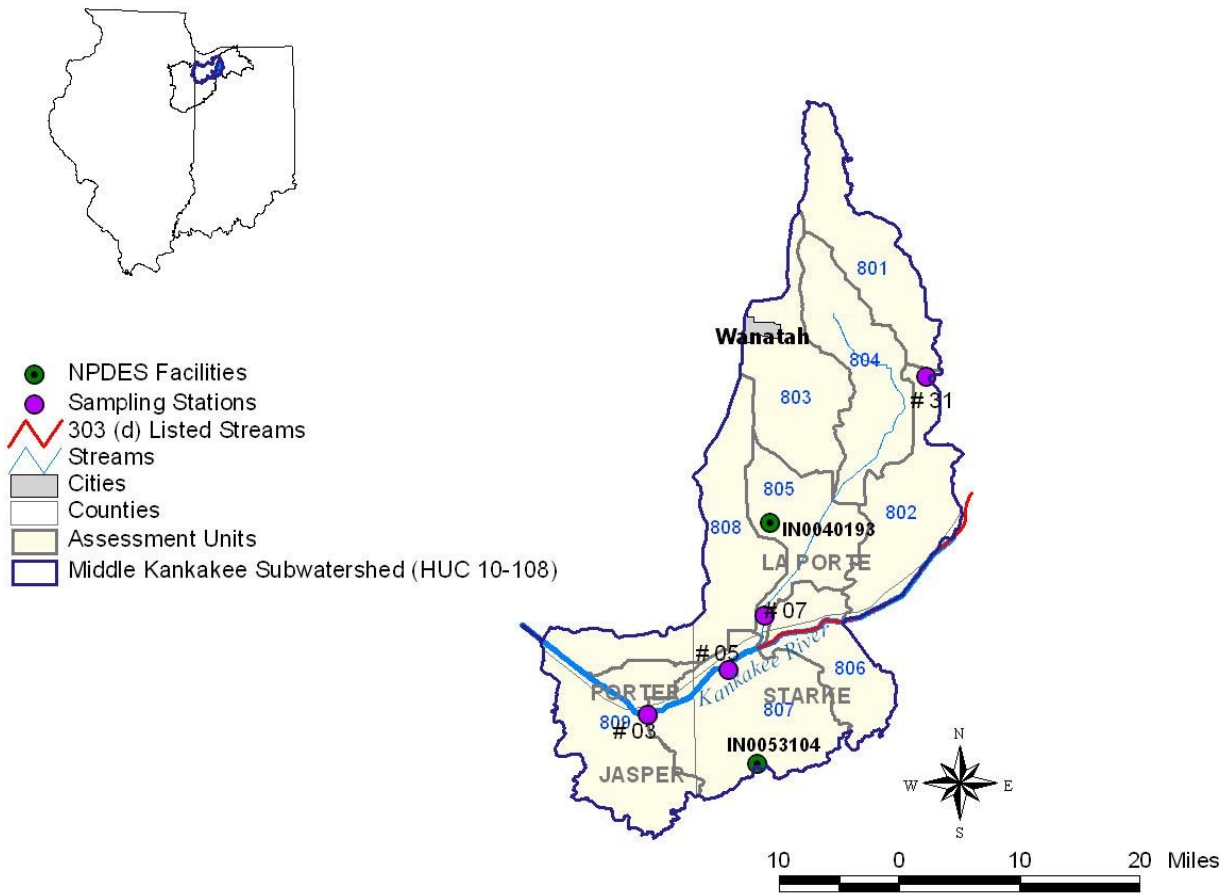 801
Wanatah
804
803
# 31
NPDES Facilities
Sampling Stations
303 (d) Listed Streams
Streams
Cities
Counties
Assessment Units
Middle Kankakee Subwatershed (HUC 10-108)
805
802
808
IN0040193
LA PORTE
# 07
# 05
Kankakee River
806
PORTER
STARKE
807
809
# 03
IN0053104
JASPER
N
W
E
S
10 0 10 20 Miles